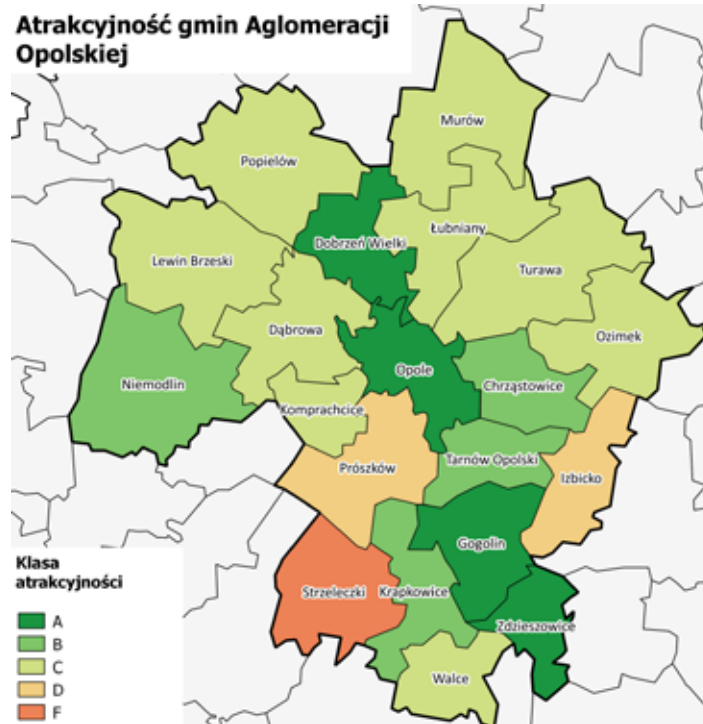 Atrakcyjność gmin Aglomeracji
Opolskiej
Murów
Popielów
Łubniany
Dobrzeń Wielki
Lewin Brzeski
Turawa
Dąbrowa
Ozimek
Opole
Niemodlin
Chrząstowice
Komprachcice
Tarnów Opolski
Prószków
Izbicko
Gogolin
Strzeleczki
Krapkowice
Zdzieszowice
Walce
Klasa
atrakcyjności
A
B
C
D
F